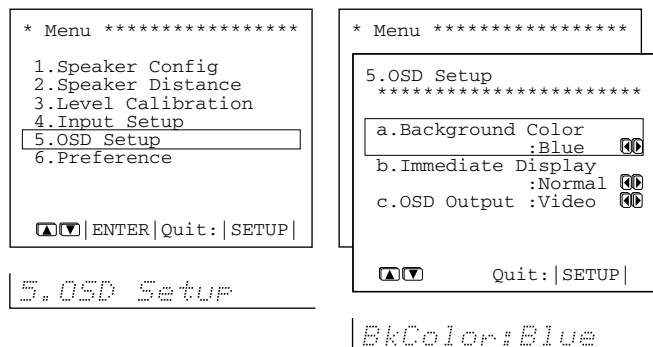 * Menu *****************
1.Speaker Config
2.Speaker Distance
3.Level Calibration
4.Input Setup
5.OSD Setup
6.Preference
|ENTER|Quit:|SETUP|
5.OSD Setup
* Menu *****************
5.OSD Setup
***********************
a.Background Color
:Blue
b.Immediate Display
:Normal
c.OSD Output :Video
Quit:|SETUP|
BkColor:Blue